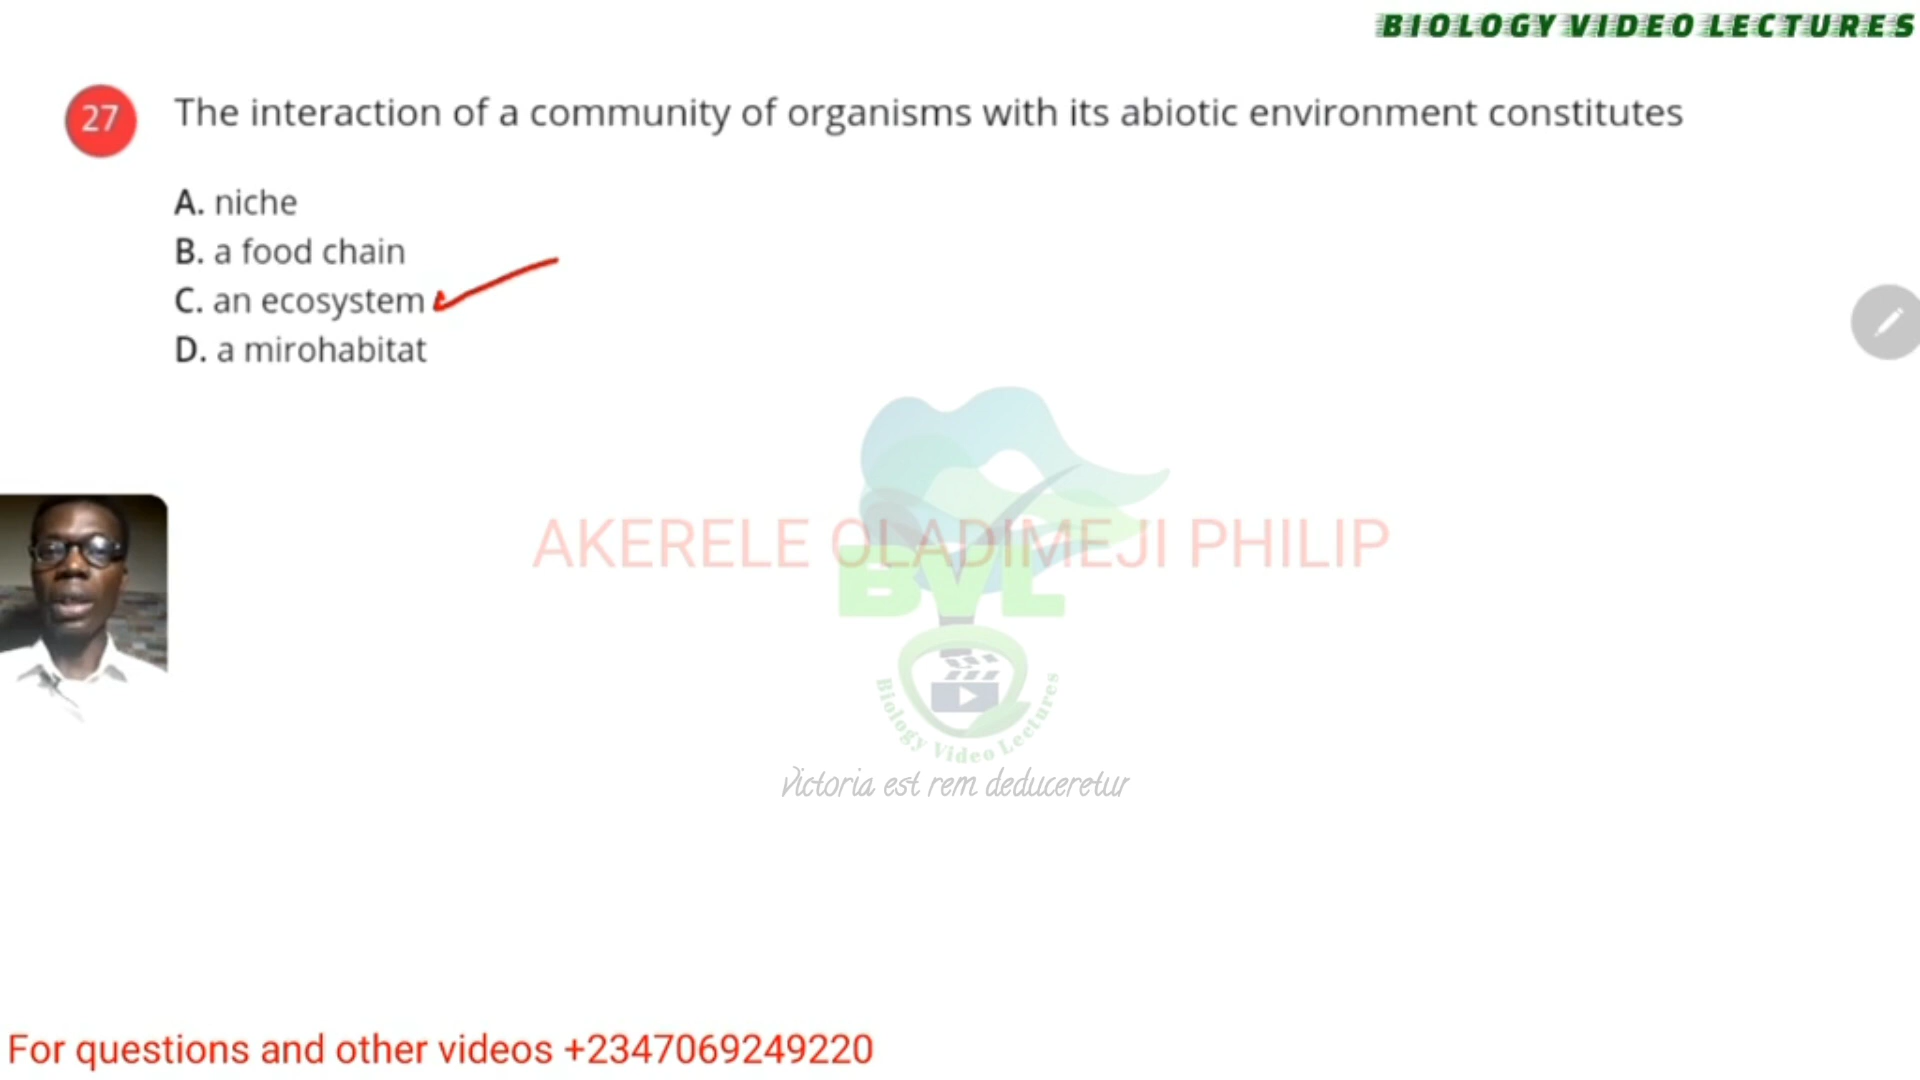 BIOLOGY VIDEO LECTURES
27 The interaction of a community of organisms with its abiotic environment constitutes
A. niche
B. a food chain
C. an ecosystem
D. a mirohabitat
AKERELE OLADIMEJI PHILIP
BVL
Biology Video Lectures
Victoria est rem deduceretur
For questions and other videos +2347069249220